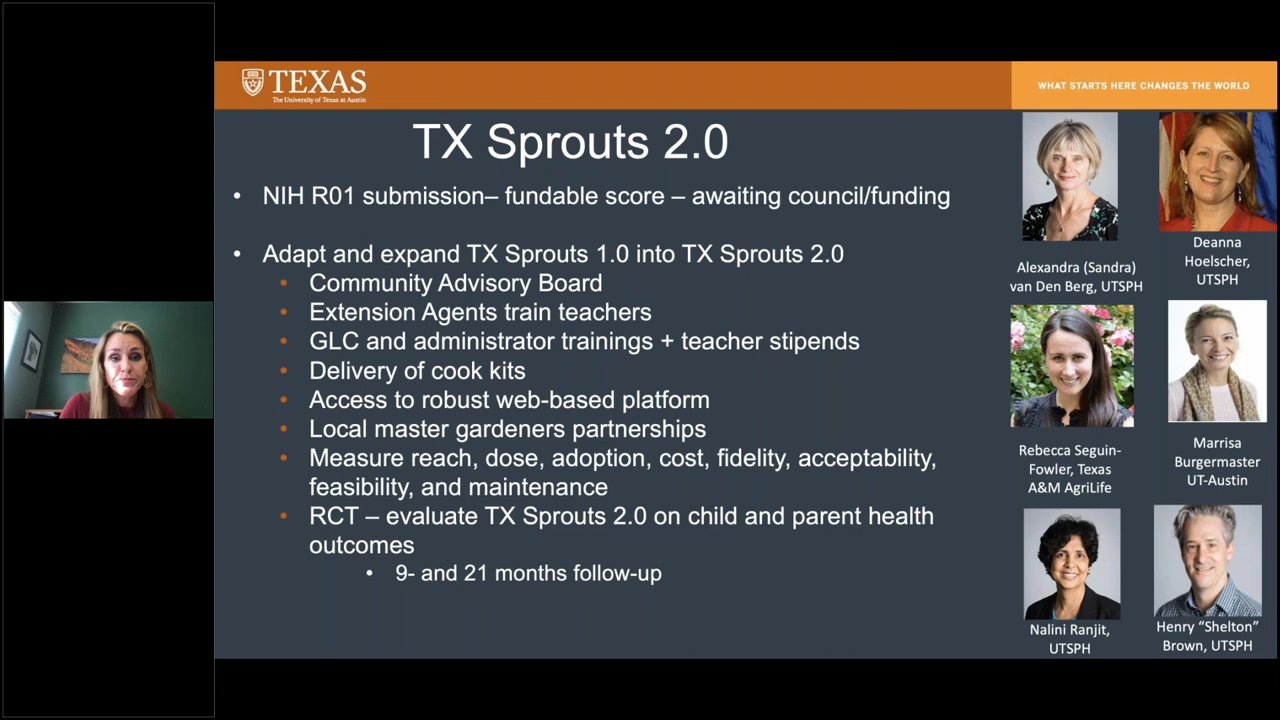 TEXAS
The University of Texas at Austin
WHAT STARTS HERE CHANGES THE WORLD
TX Sprouts 2.0
• NIH R01 submission– fundable score – awaiting council/funding
• Adapt and expand TX Sprouts 1.0 into TX Sprouts 2.0
• Community Advisory Board
• Extension Agents train teachers
• GLC and administrator trainings + teacher stipends
• Delivery of cook kits
• Access to robust web-based platform
• Local master gardeners partnerships
• Measure reach, dose, adoption, cost, fidelity, acceptability,
feasibility, and maintenance
• RCT – evaluate TX Sprouts 2.0 on child and parent health
outcomes
• 9- and 21 months follow-up
Alexandra (Sandra)
van Den Berg, UTSPH
Deanna
Hoelscher,
UTSPH
Rebecca Seguin-
Fowler, Texas
A&M AgriLife
Marrisa
Burgermaster
UT-Austin
Nalini Ranjit,
UTSPH
Henry “Shelton”
Brown, UTSPH